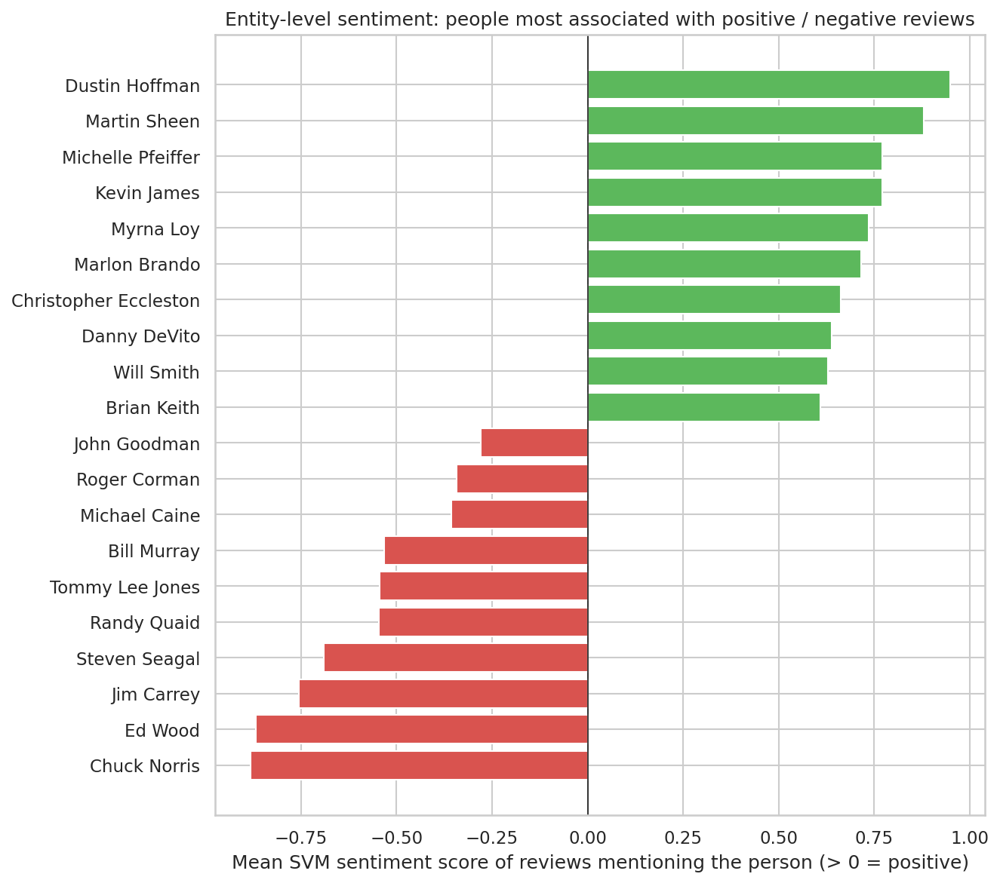 Entity-level sentiment: people most associated with positive / negative reviews
Dustin Hoffman
Martin Sheen
Michelle Pfeiffer
Kevin James
Myrna Loy
Marlon Brando
Christopher Eccleston
Danny DeVito
Will Smith
Brian Keith
John Goodman
Roger Corman
Michael Caine
Bill Murray
Tommy Lee Jones
Randy Quaid
Steven Seagal
Jim Carrey
Ed Wood
Chuck Norris
−0.75 −0.50 −0.25 0.00 0.25 0.50 0.75 1.00
Mean SVM sentiment score of reviews mentioning the person (> 0 = positive)